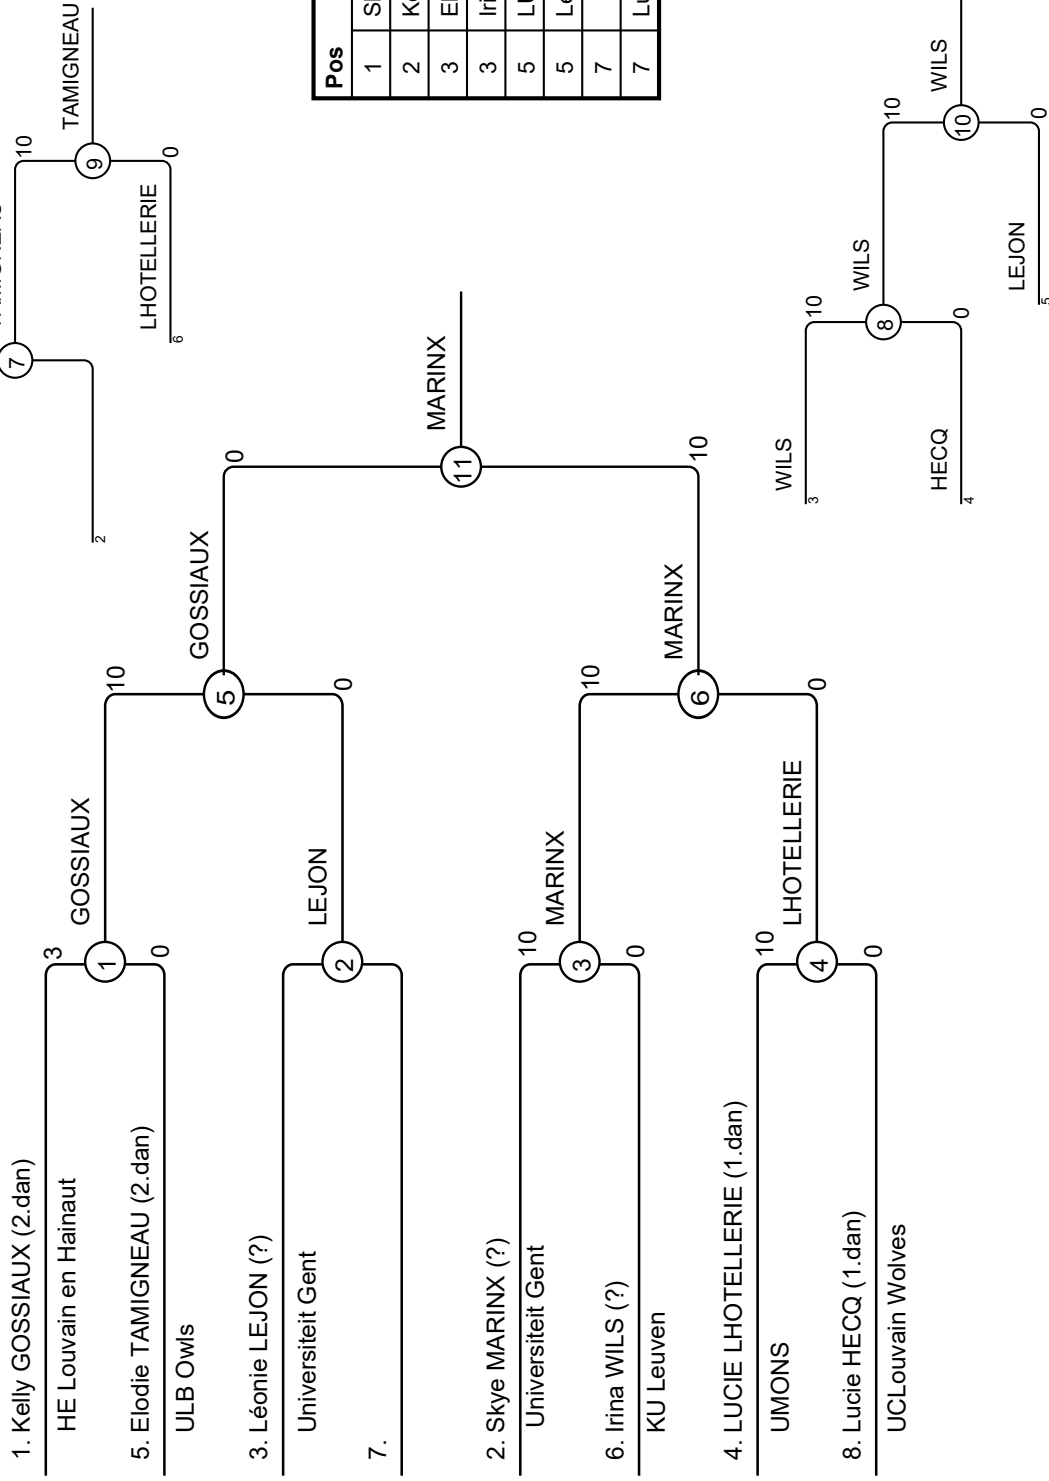 1. Kelly GOSSIAUX (2.dan)
HE Louvain en Hainaut
3
1
GOSSIAUX
5. Elodie TAMIGNEAU (2.dan)
0
ULB Owls
10
5
GOSSIAUX
3. Léonie LEJON (?)
Universiteit Gent
2
LEJON
0
7.
0
11
MARINX
2. Skye MARINX (?)
10
Universiteit Gent
3
MARINX
6. Irina WILS (?)
0
KU Leuven
10
6
MARINX
10
4. LUCIE LHOTELLERIE (1.dan)
10
UMONS
4
LHOTELLERIE
0
8. Lucie HECQ (1.dan)
0
UCLouvain Wolves
2
7
10
9
TAMIGNEAU
LHOTELLERIE
6
0
Pos
1
2
3
3
5
5
7
7
WILS
3
10
8
WILS
HECQ
4
0
10
10
WILS
LEJON
5
0